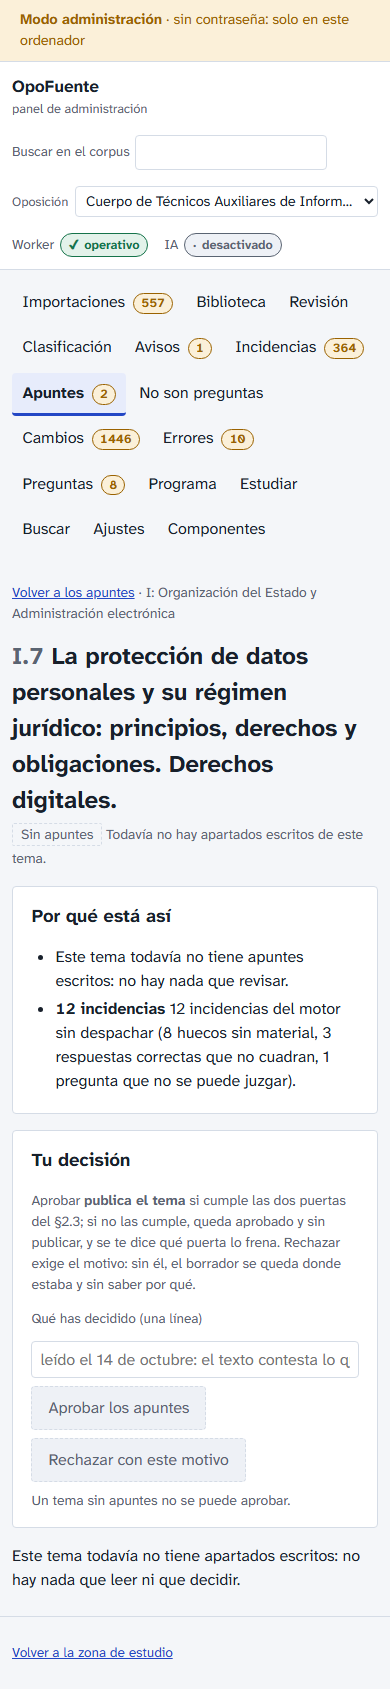 Modo administración · sin contraseña: solo en este
ordenador
OpoFuente
panel de administración
Buscar en el corpus
Oposición Cuerpo de Técnicos Auxiliares de Inform...
Worker ✔ operativo IA · desactivado
Importaciones 557 Biblioteca Revisión
Clasificación Avisos 1 Incidencias 364
Apuntes 2 No son preguntas
Cambios 1446 Errores 10
Preguntas 8 Programa Estudiar
Buscar Ajustes Componentes
Volver a los apuntes · I: Organización del Estado y
Administración electrónica
I.7 La protección de datos
personales y su régimen
jurídico: principios, derechos y
obligaciones. Derechos
digitales.
Sin apuntes Todavía no hay apartados escritos de este
tema.
Por qué está así
• Este tema todavía no tiene apuntes
escritos: no hay nada que revisar.
• 12 incidencias 12 incidencias del motor
sin despachar (8 huecos sin material, 3
respuestas correctas que no cuadran, 1
pregunta que no se puede juzgar).
Tu decisión
Aprobar publica el tema si cumple las dos puertas
del §2.3; si no las cumple, queda aprobado y sin
publicar, y se te dice qué puerta lo frena. Rechazar
exige el motivo: sin él, el borrador se queda donde
estaba y sin saber por qué.
Qué has decidido (una línea)
leído el 14 de octubre: el texto contesta lo q
Aprobar los apuntes
Rechazar con este motivo
Un tema sin apuntes no se puede aprobar.
Este tema todavía no tiene apartados escritos: no
hay nada que leer ni que decidir.
Volver a la zona de estudio